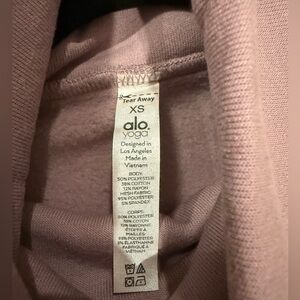 Tear Away
XS
alo
yoga
Designed in
Los Angeles
Made in
Vietnam
BODY:
50% POLYESTER
38% COTTON
12% RAYON
MESH FABRIC:
95% POLYESTER
5% SPANDEX
CORPS:
50% POLYESTER
38% COTON
12% RAYONNE
ÉTOFFE À
MAILLES:
95% POLYESTER
5% ÉLASTHANNE
FABRIQUÉ À
VIÊTNAM